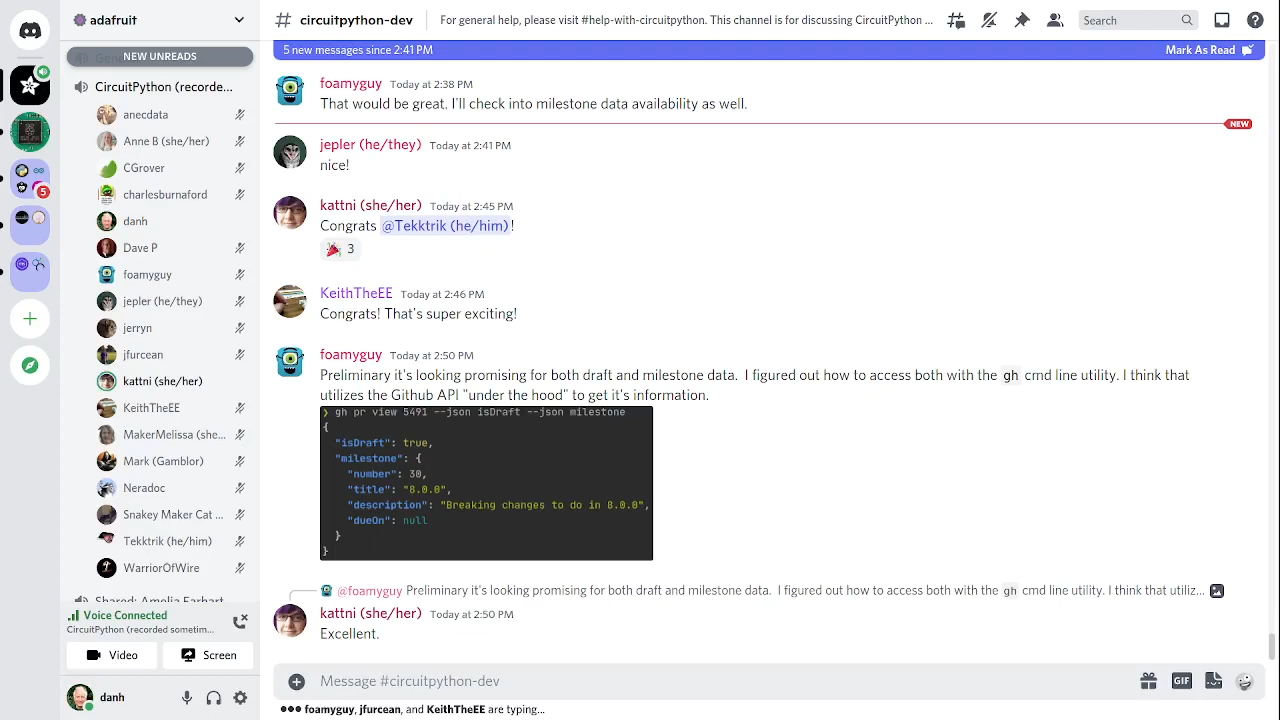 adafruit
# circuitpython-dev
For general help, please visit #help-with-circuitpython. This channel is for discussing CircuitPython ...
Search
NEW UNREADS
CircuitPython (recorde...
anecdata
Anne B (she/her)
CGrover
charlesburnaford
danh
Dave P
foamyguy
jepler (he/they)
jerryn
jfurcean
kattni (she/her)
KeithTheEE
MakerMelissa (she...
Mark (Gamblor)
Neradoc
Snakey Maker Cat ...
Tekktrik (he/him)
WarriorOfWire
Shared: Amelia Earhart
Voice Connected
CircuitPython (recorded sometim...
Video
Screen
danh
5
5 new messages since 2:41 PM
Mark As Read
foamyguy Today at 2:38 PM
That would be great. I'll check into milestone data availability as well.
NEW
jepler (he/they) Today at 2:41 PM
nice!
kattni (she/her) Today at 2:45 PM
Congrats @Tekktrik (he/him)!
3
KeithTheEE Today at 2:46 PM
Congrats! That's super exciting!
foamyguy Today at 2:50 PM
Preliminary it's looking promising for both draft and milestone data. I figured out how to access both with the gh cmd line utility. I think that
utilizes the Github API "under the hood" to get it's information.
❯ gh pr view 5491 --json isDraft --json milestone
{
"isDraft": true,
"milestone": {
"number": 30,
"title": "8.0.0",
"description": "Breaking changes to do in 8.0.0",
"dueOn": null
}
}
@foamyguy Preliminary it's looking promising for both draft and milestone data. I figured out how to access both with the gh cmd line utility. I think that utiliz...
kattni (she/her) Today at 2:50 PM
Excellent.
Message #circuitpython-dev
GIF
foamyguy, jfurcean, and KeithTheEE are typing...